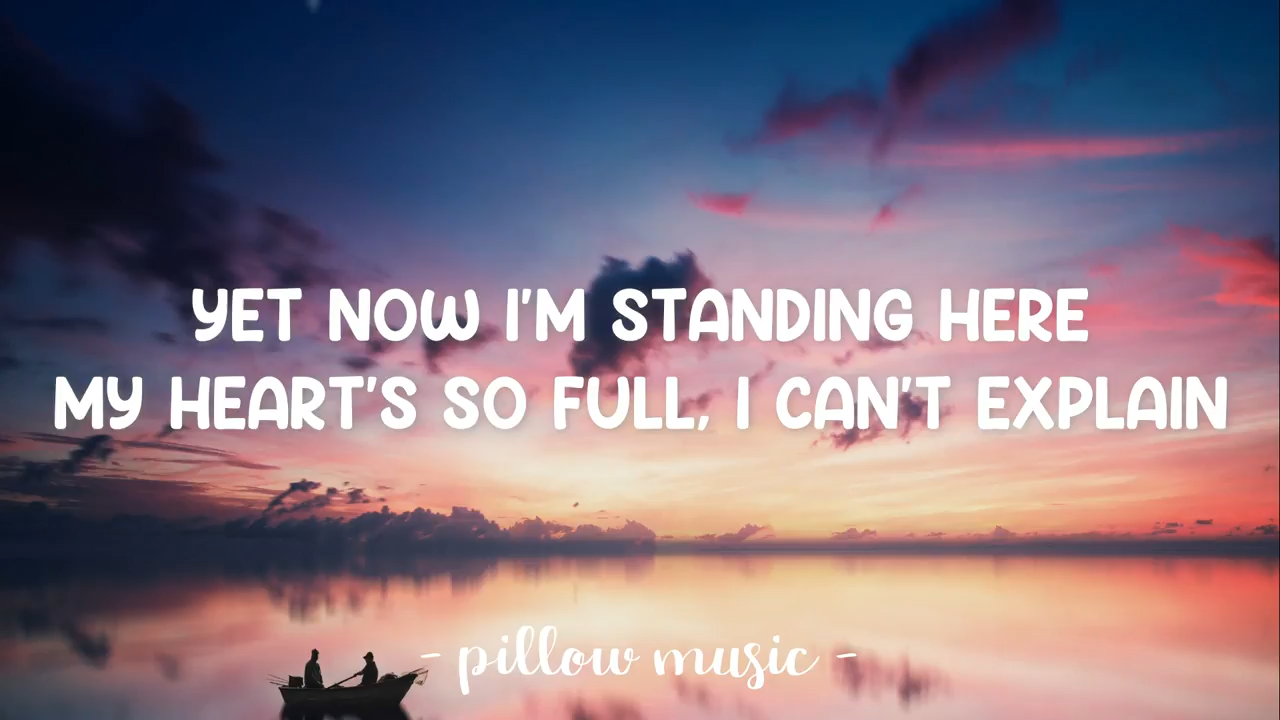 YET NOW I'M STANDING HERE
MY HEART'S SO FULL, I CAN'T EXPLAIN
- pillow music -